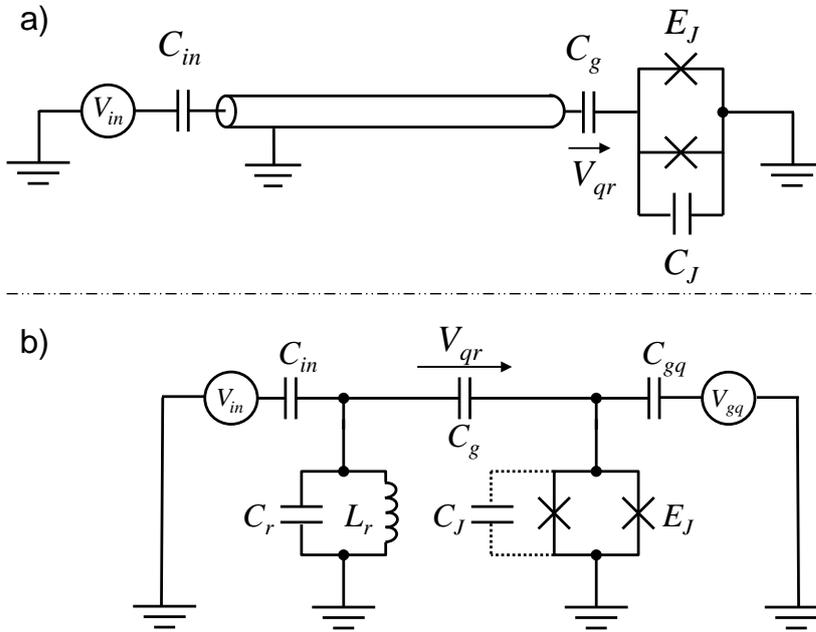 a)
C_in
V_in
C_g
V_qr
E_J
C_J
b)
V_qr
C_in
C_gq
V_in
V_gq
C_g
C_r
L_r
C_J
E_J